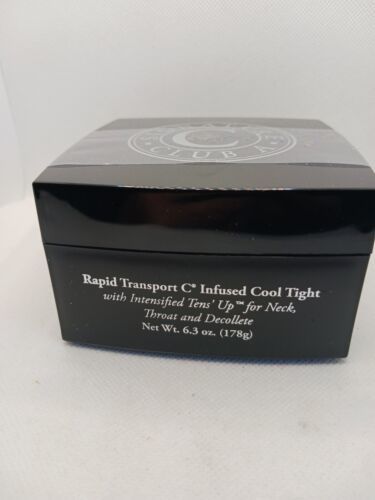 C
CLUB A
Rapid Transport C® Infused Cool Tight
with Intensified Tens' Up™ for Neck,
Throat and Decollete
Net Wt. 6.3 oz. (178g)